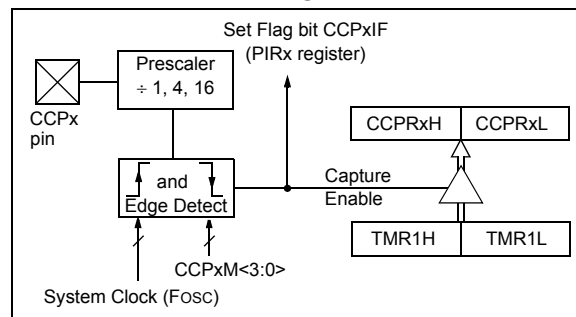 Set Flag bit CCPxIF
(PIRx register)
Prescaler
÷ 1, 4, 16
CCPx
pin
CCPRxH
CCPRxL
and
Edge Detect
Capture
Enable
TMR1H
TMR1L
CCPxM<3:0>
System Clock (FOSC)